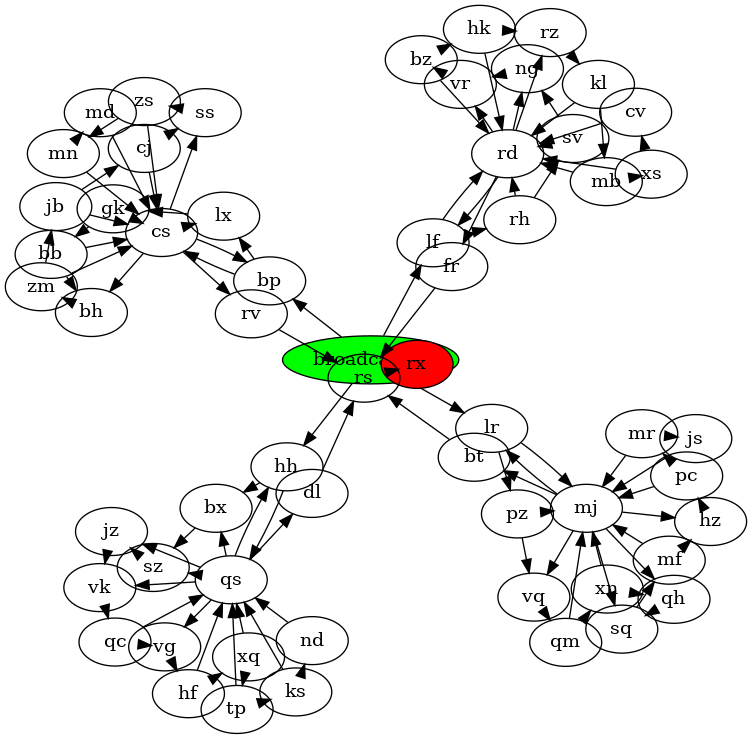 hk
rz
bz
ng
vr
kl
zs
md
ss
cv
sv
cj
mn
rd
xs
mb
jb
gk
lx
rh
cs
lf
bb
fr
bp
zm
bh
rv
broadc
rx
rs
lr
mr
js
bt
hh
pc
dl
bx
mj
pz
hz
jz
mf
sz
qs
vk
xn
vq
qh
sq
qc
nd
qm
vg
xq
hf
ks
tp